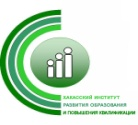 ХАКАССКИЙ ИНСТИТУТ
РАЗВИТИЯ ОБРАЗОВАНИЯ
И ПОВЫШЕНИЯ КВАЛИФИКАЦИИ